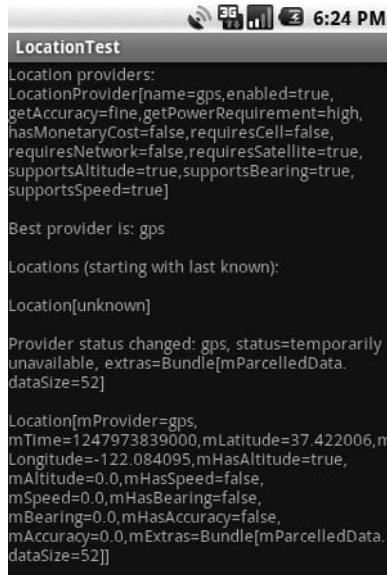 3G
6:24 PM
LocationTest
Location providers:
LocationProvider[name=gps,enabled=true,
getAccuracy=fine,getPowerRequirement=high,
hasMonetaryCost=false,requiresCell=false,
requiresNetwork=false,requiresSatellite=true,
supportsAltitude=true,supportsBearing=true,
supportsSpeed=true]
Best provider is: gps
Locations (starting with last known):
Location[unknown]
Provider status changed: gps, status=temporarily
unavailable, extras=Bundle[mParcelledData.
dataSize=52]
Location[mProvider=gps,
mTime=1247973839000,mLatitude=37.422006,m
Longitude=-122.084095,mHasAltitude=true,
mAltitude=0.0,mHasSpeed=false,
mSpeed=0.0,mHasBearing=false,
mBearing=0.0,mHasAccuracy=false,
mAccuracy=0.0,mExtras=Bundle[mParcelledData.
dataSize=52]]